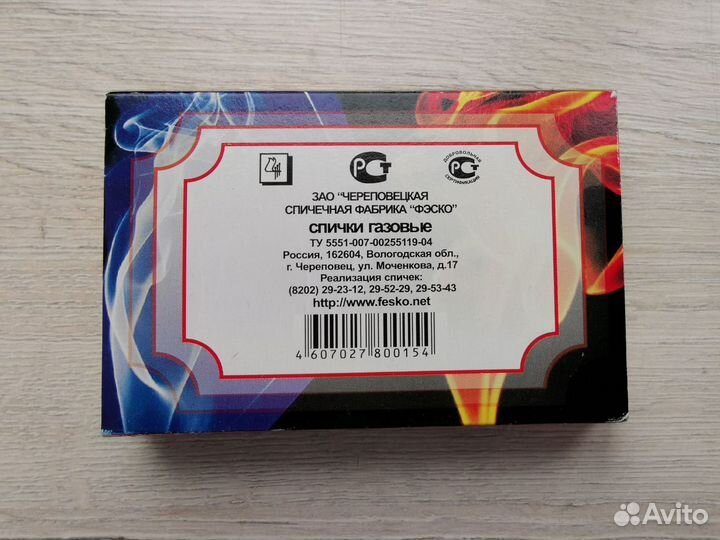 РСТ
ДОБРОВОЛЬНАЯ
РСТ
СЕРТИФИКАЦИЯ
ЗАО "ЧЕРЕПОВЕЦКАЯ
СПИЧЕЧНАЯ ФАБРИКА "ФЭСКО"
спички газовые
ТУ 5551-007-00255119-04
Россия, 162604, Вологодская обл.,
г. Череповец, ул. Моченкова, д.17
Реализация спичек:
(8202) 29-23-12, 29-52-29, 29-53-43
http://www.fesko.net
4 607027 800154
Avito